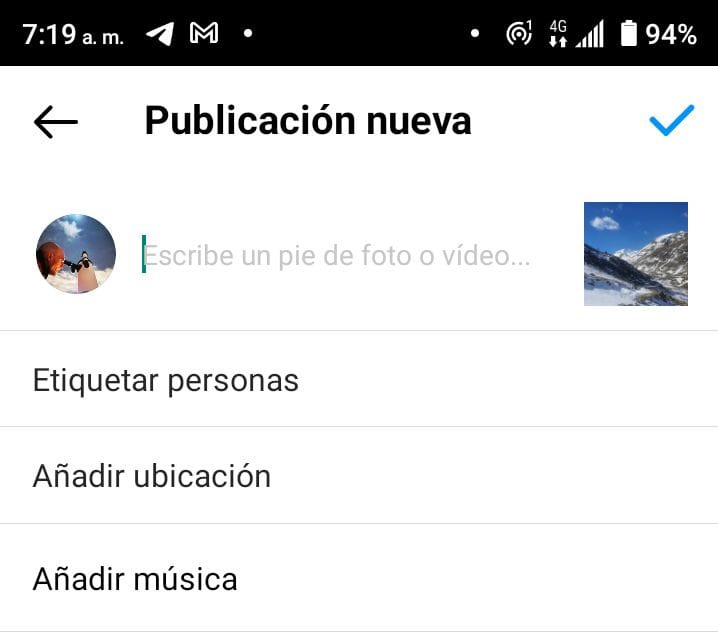 7:19 a. m. 4G 94%
Publicación nueva
Escribe un pie de foto o vídeo...
Etiquetar personas
Añadir ubicación
Añadir música